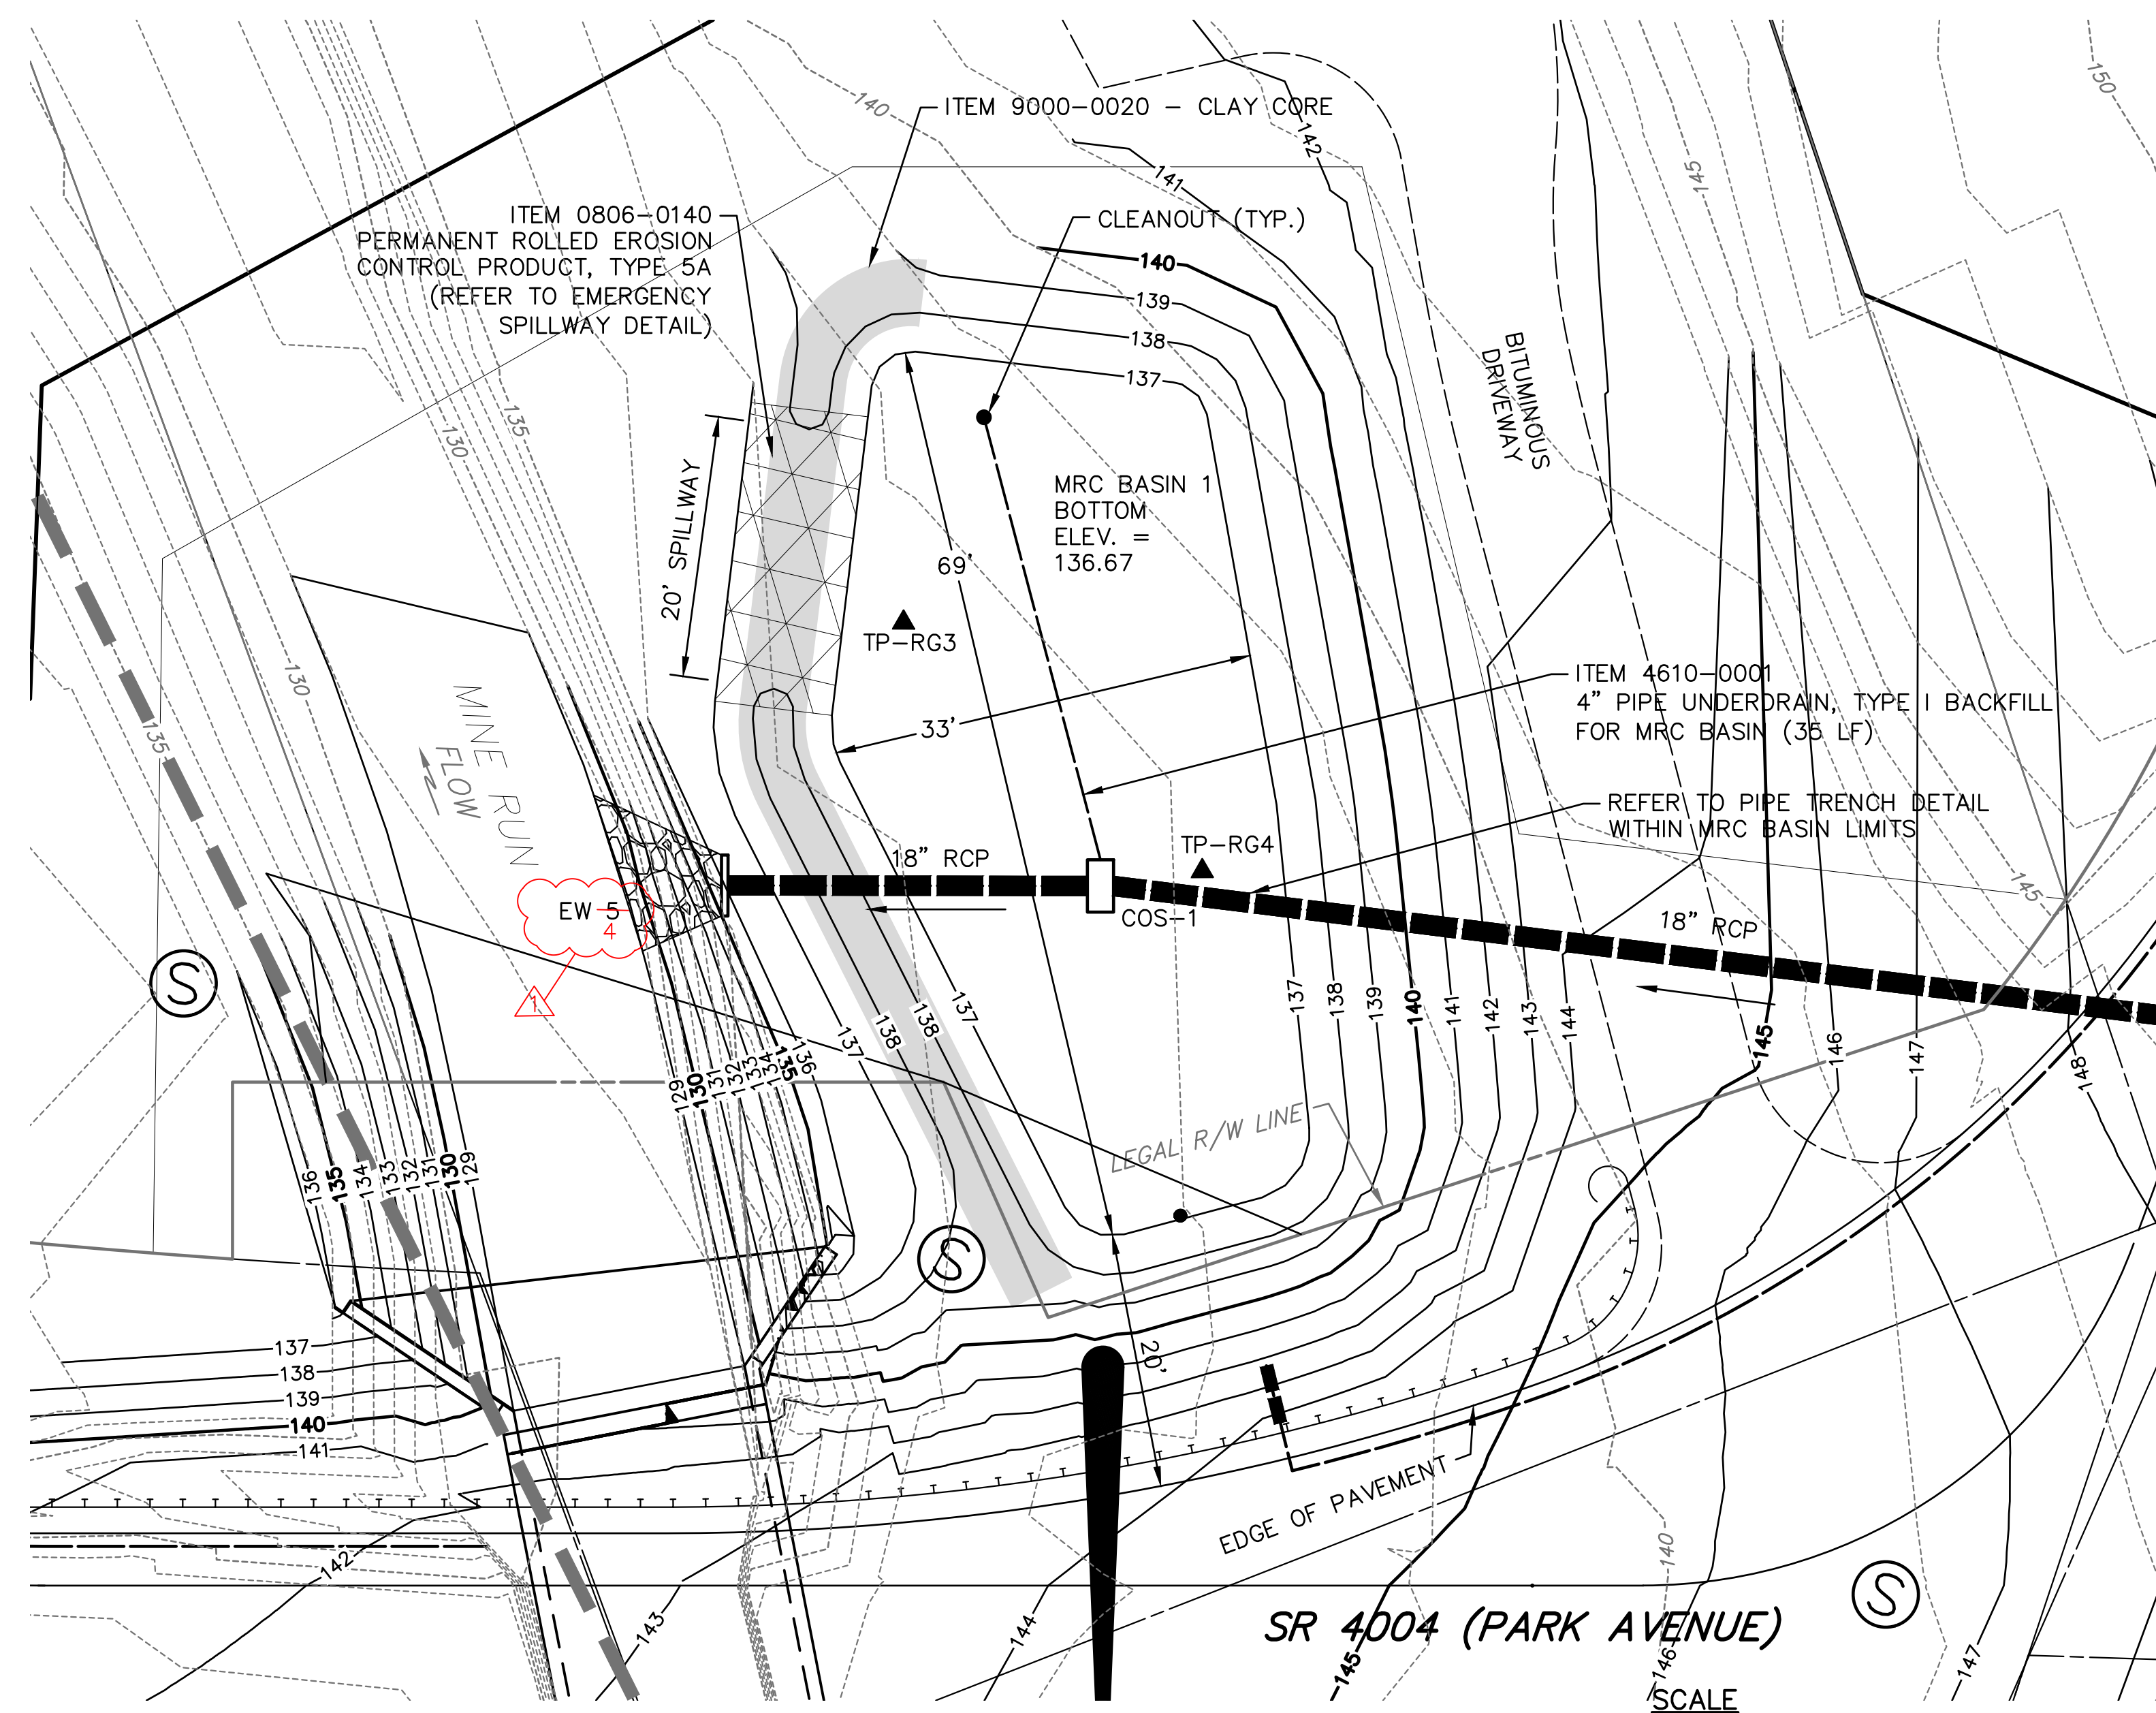 150
140
ITEM 9000-0020 - CLAY CORE
142
141
145
ITEM 0806-0140
PERMANENT ROLLED EROSION
CONTROL PRODUCT, TYPE 5A
(REFER TO EMERGENCY
SPILLWAY DETAIL)
CLEANOUT (TYP.)
140
139
138
137
BITUMINOUS
DRIVEWAY
135
130
20' SPILLWAY
MRC BASIN 1
BOTTOM
ELEV. =
136.67
69'
TP-RG3
33'
130
135
MINE RUN
FLOW
ITEM 4610-0001
4" PIPE UNDERDRAIN, TYPE I BACKFILL
FOR MRC BASIN (35 LF)
REFER TO PIPE TRENCH DETAIL
WITHIN MRC BASIN LIMITS
TP-RG4
18" RCP
COS-1
18" RCP
145
EW 5
4
1
S
137
138
138
137
137
138
139
140
141
142
143
144
145
146
147
148
129
130
131
132
133
134
135
136
136
135
134
133
132
131
130
129
LEGAL R/W LINE
S
137
138
139
140
141
20'
EDGE OF PAVEMENT
142
143
144
145
146
147
140
S
SR 4004 (PARK AVENUE)
SCALE